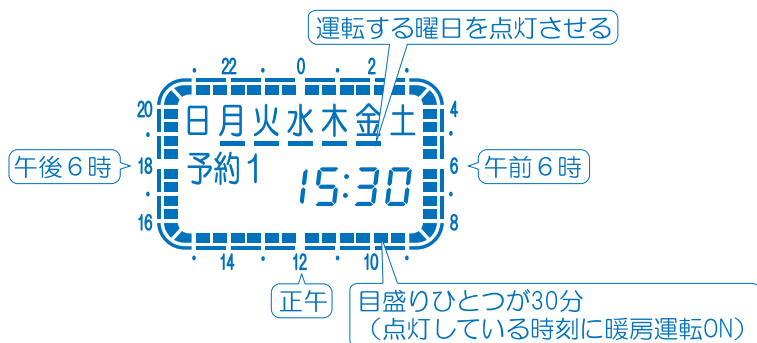 運転する曜日を点灯させる
・ 22 ・ 0 ・ 2 ・
20 日月火水木金土 4
・ ・
午後6時 18 予約1 15:30 6 午前6時
・ ・
16 8
・ 14 ・ 12 ・ 10 ・
正午
目盛りひとつが30分
（点灯している時刻に暖房運転ON）